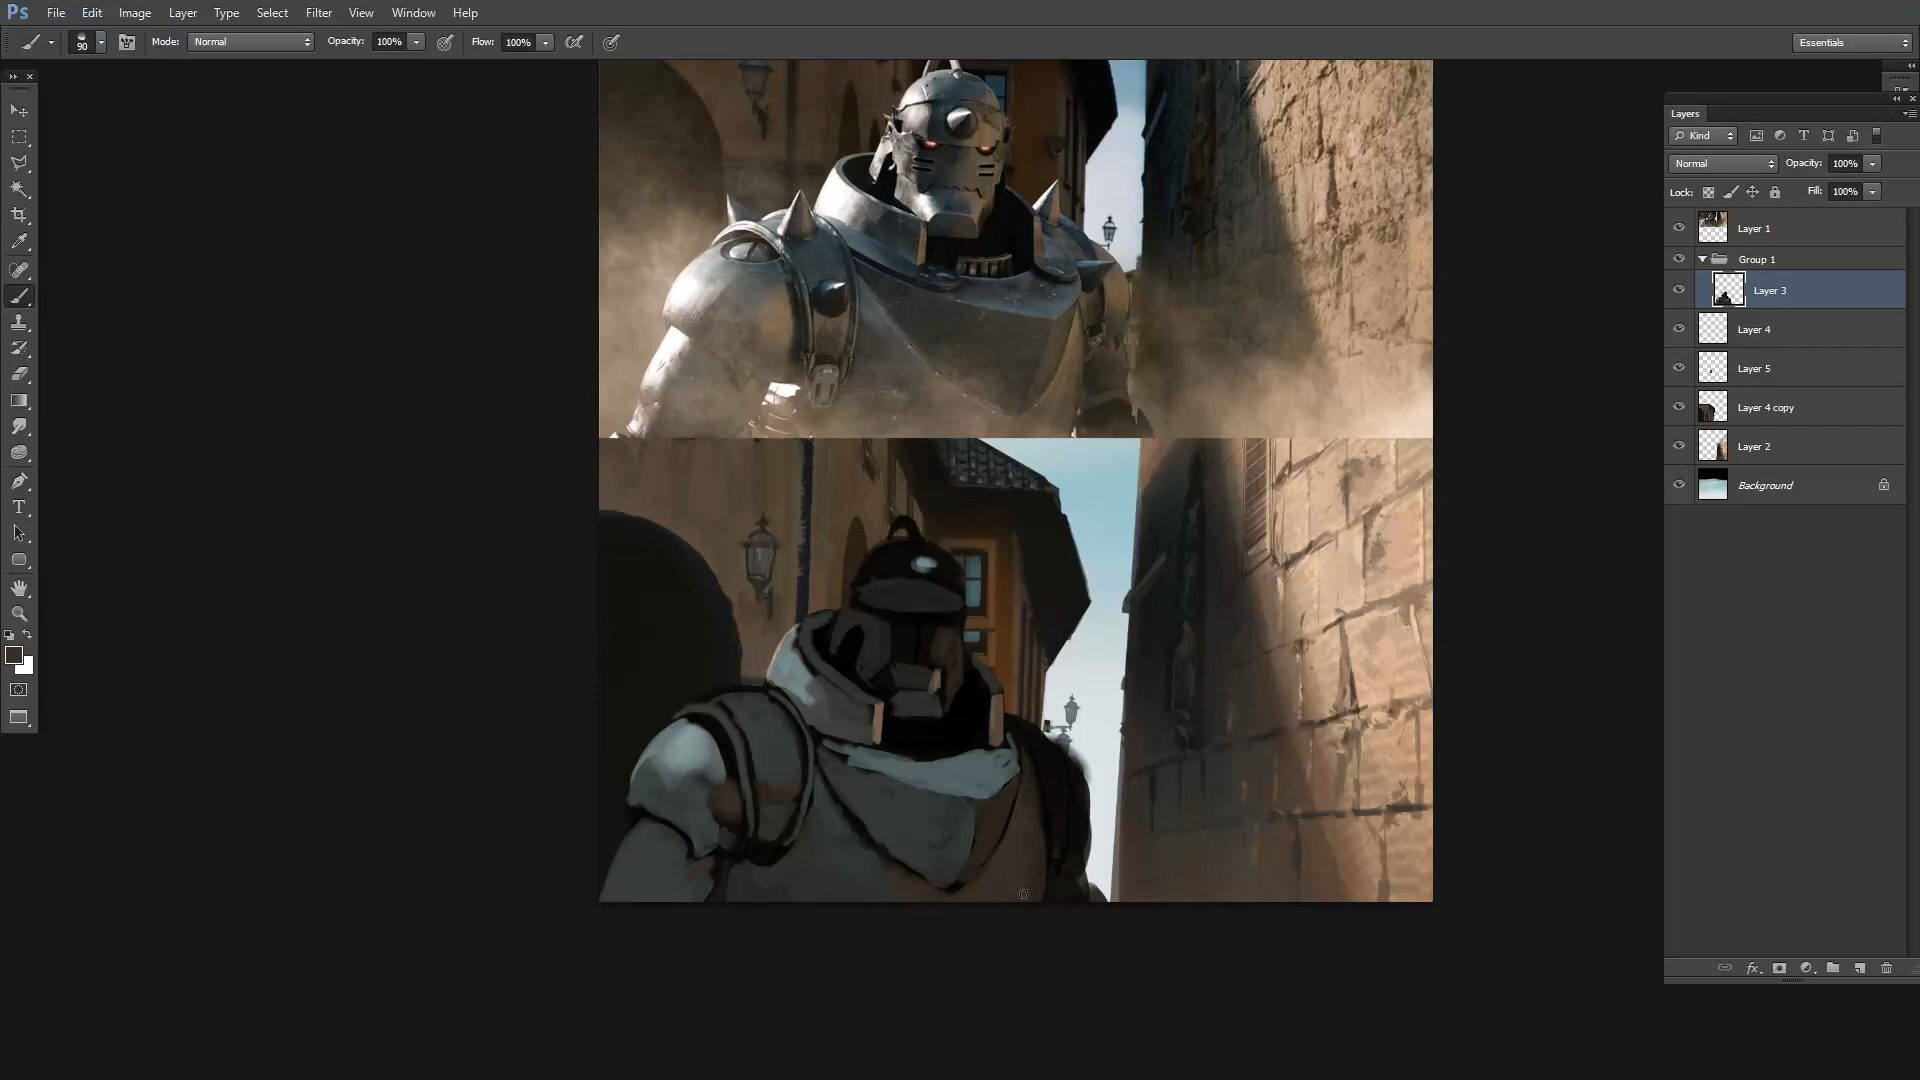 Ps File Edit Image Layer Type Select Filter View Window Help
90 Mode: Normal Opacity: 100% Flow: 100% Essentials
Layers
Kind T
Normal Opacity: 100%
Lock: Fill: 100%
Layer 1
Group 1
Layer 3
Layer 4
Layer 5
Layer 4 copy
Layer 2
Background
T
fx